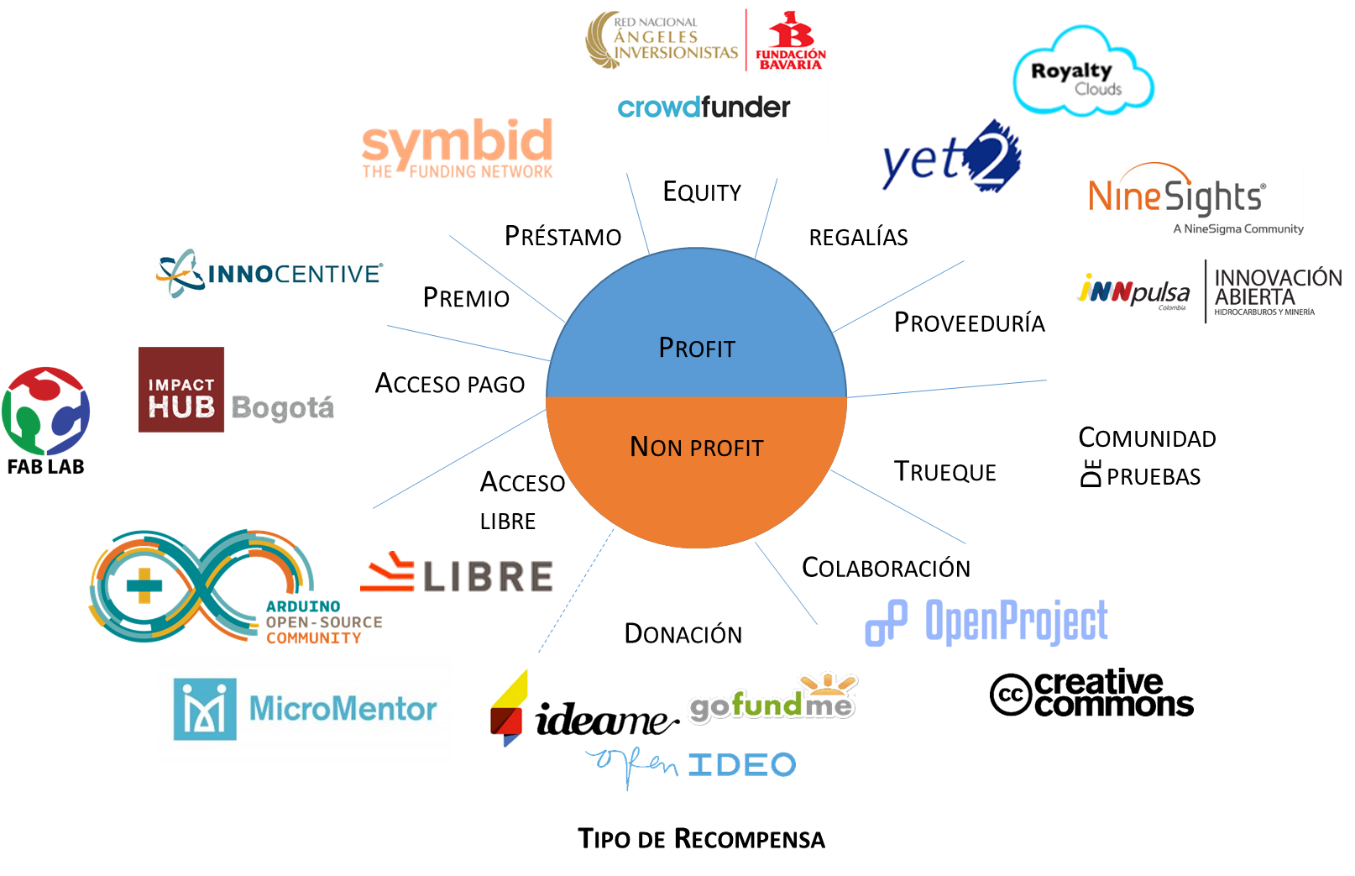 RED NACIONAL
ÁNGELES
INVERSIONISTAS
FUNDACIÓN
BAVARIA
crowdfunder
Royalty
Clouds
symbid
THE FUNDING NETWORK
yet2
EQUITY
NineSights®
A NineSigma Community
PRÉSTAMO
REGALÍAS
INNOCENTIVE®
PREMIO
iNNpulsa
Colombia
INNOVACIÓN
ABIERTA
HIDROCARBUROS Y MINERÍA
PROVEEDURÍA
PROFIT
IMPACT
HUB Bogotá
ACCESO PAGO
FAB LAB
NON PROFIT
COMUNIDAD
DE PRUEBAS
TRUEQUE
ACCESO
LIBRE
COLABORACIÓN
LIBRE
ARDUINO
OPEN-SOURCE
COMMUNITY
DONACIÓN
OpenProject
MicroMentor
ideame
gofundme
cc creative
commons
open IDEO
TIPO DE RECOMPENSA